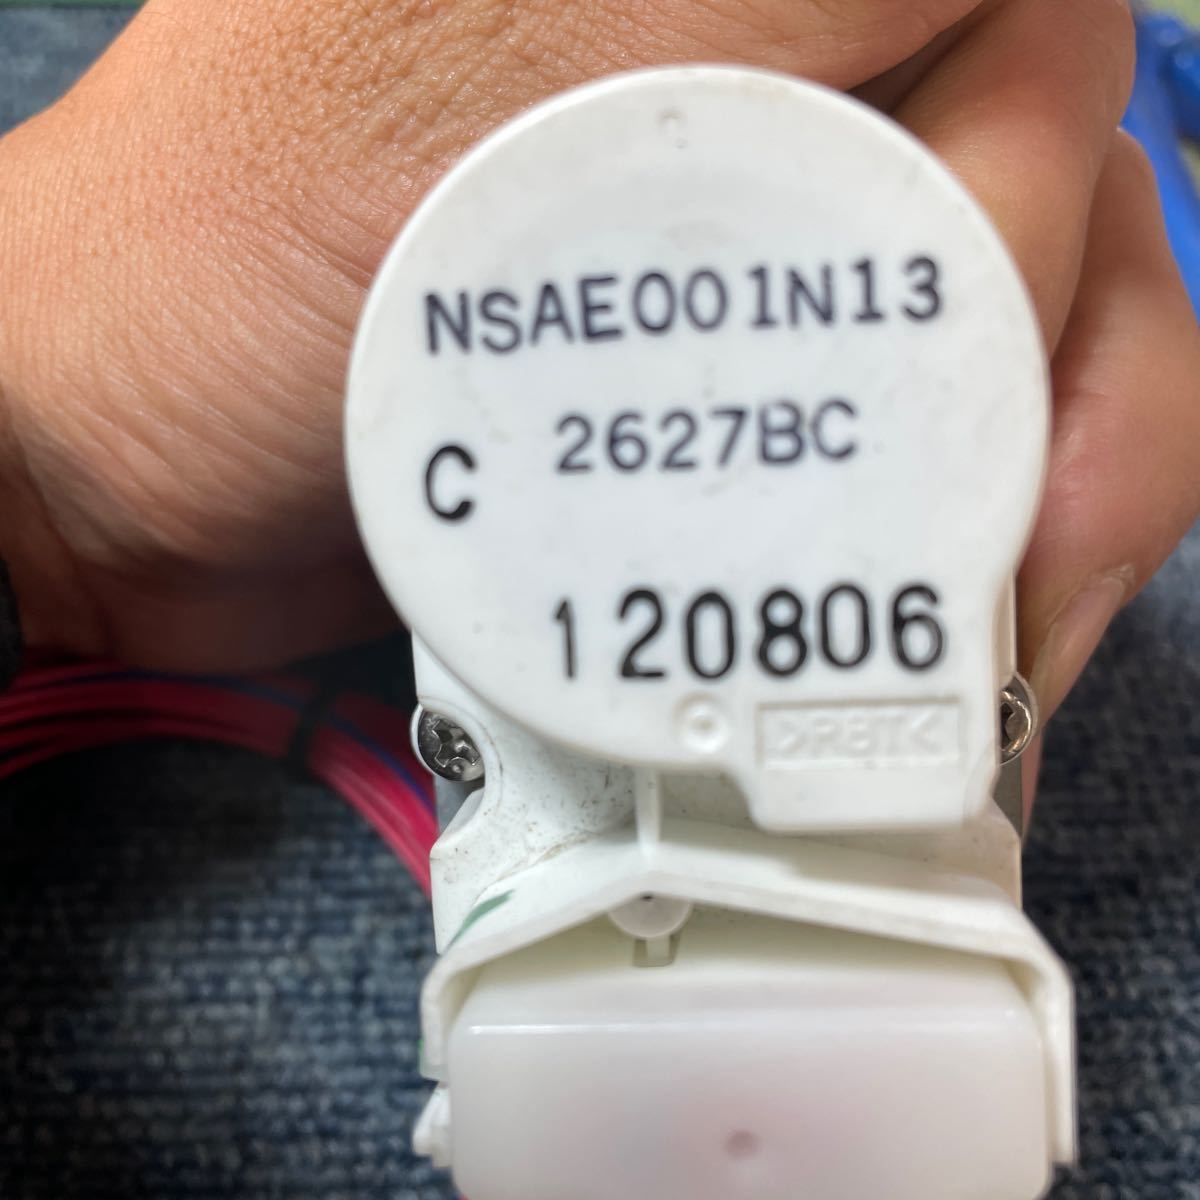 NSAE001N13
2627BC
C
120806
>PBT<